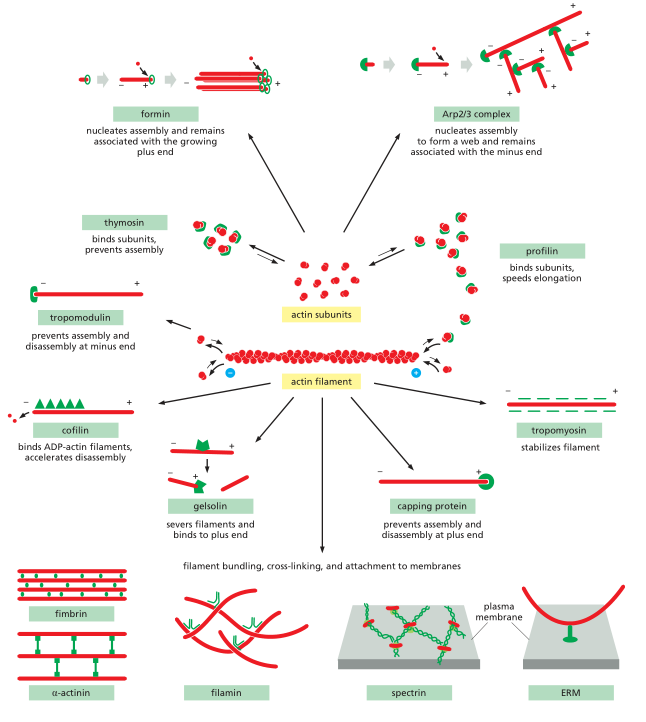 formin
nucleates assembly and remains
associated with the growing
plus end
− +
− +
Arp2/3 complex
nucleates assembly
to form a web and remains
associated with the minus end
− +
− + + − + − + − +
thymosin
binds subunits,
prevents assembly
profilin
binds subunits,
speeds elongation
actin subunits
− +
tropomodulin
prevents assembly and
disassembly at minus end
− +
actin filament
− +
cofilin
binds ADP-actin filaments,
accelerates disassembly
− +
− +
gelsolin
severs filaments and
binds to plus end
− +
capping protein
prevents assembly and
disassembly at plus end
− +
tropomyosin
stabilizes filament
filament bundling, cross-linking, and attachment to membranes
fimbrin
α-actinin
filamin
spectrin
plasma
membrane
ERM